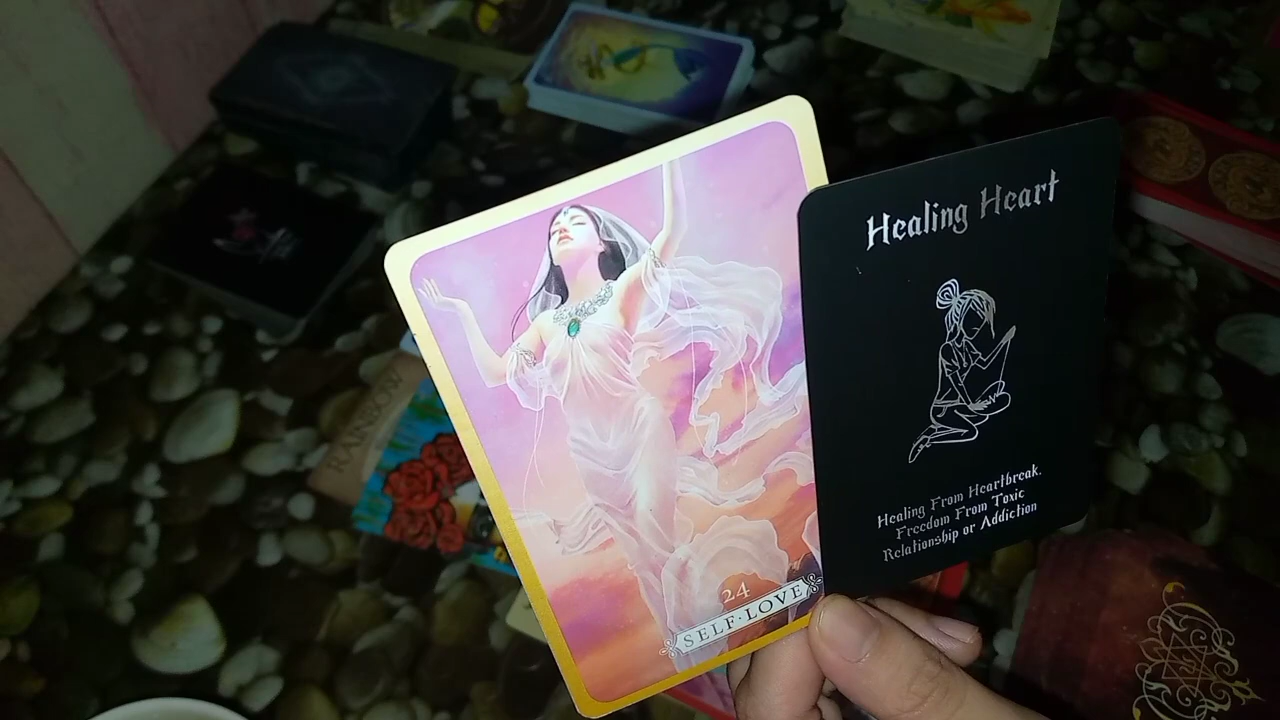 24
SELF·LOVE
Healing Heart
Healing From Heartbreak.
Freedom From Toxic
Relationship or Addiction
RAINBOW